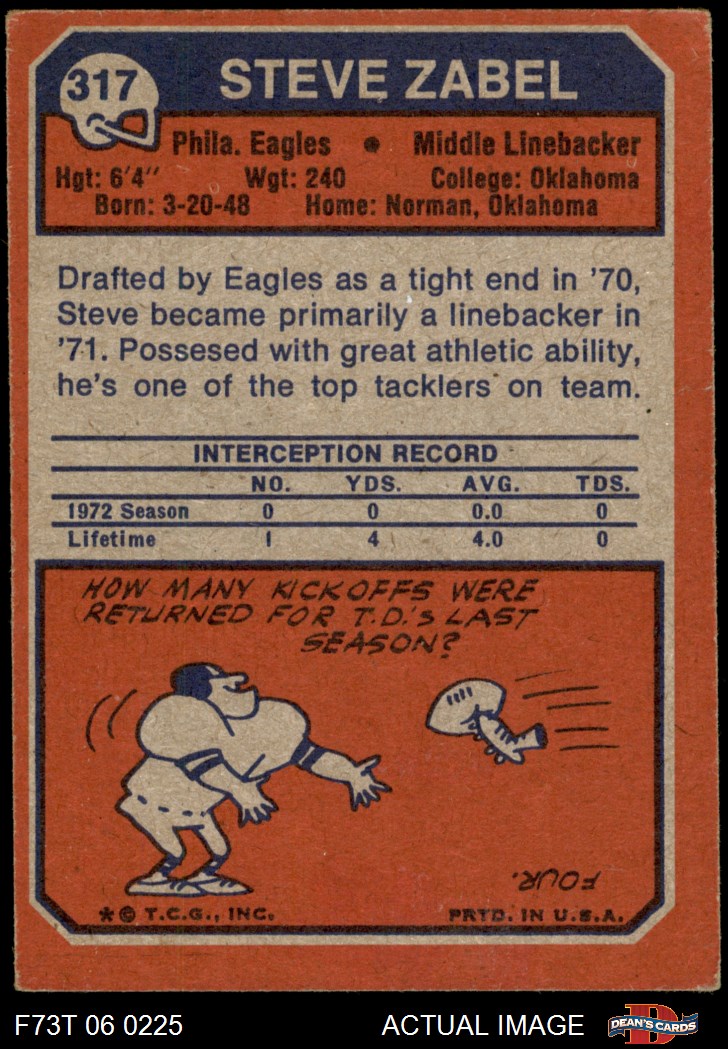 317
STEVE ZABEL
Phila. Eagles • Middle Linebacker
Hgt: 6'4" Wgt: 240 College: Oklahoma
Born: 3-20-48 Home: Norman, Oklahoma
Drafted by Eagles as a tight end in '70,
Steve became primarily a linebacker in
'71. Possesed with great athletic ability,
he's one of the top tacklers on team.
INTERCEPTION RECORD
NO. YDS. AVG. TDS.
1972 Season 0 0 0.0 0
Lifetime 1 4 4.0 0
HOW MANY KICKOFFS WERE
RETURNED FOR T.D.'S LAST
SEASON?
FOUR.
* © T.C.G., INC. PRTD. IN U.S.A.
F73T 06 0225 ACTUAL IMAGE DEAN'S CARDS